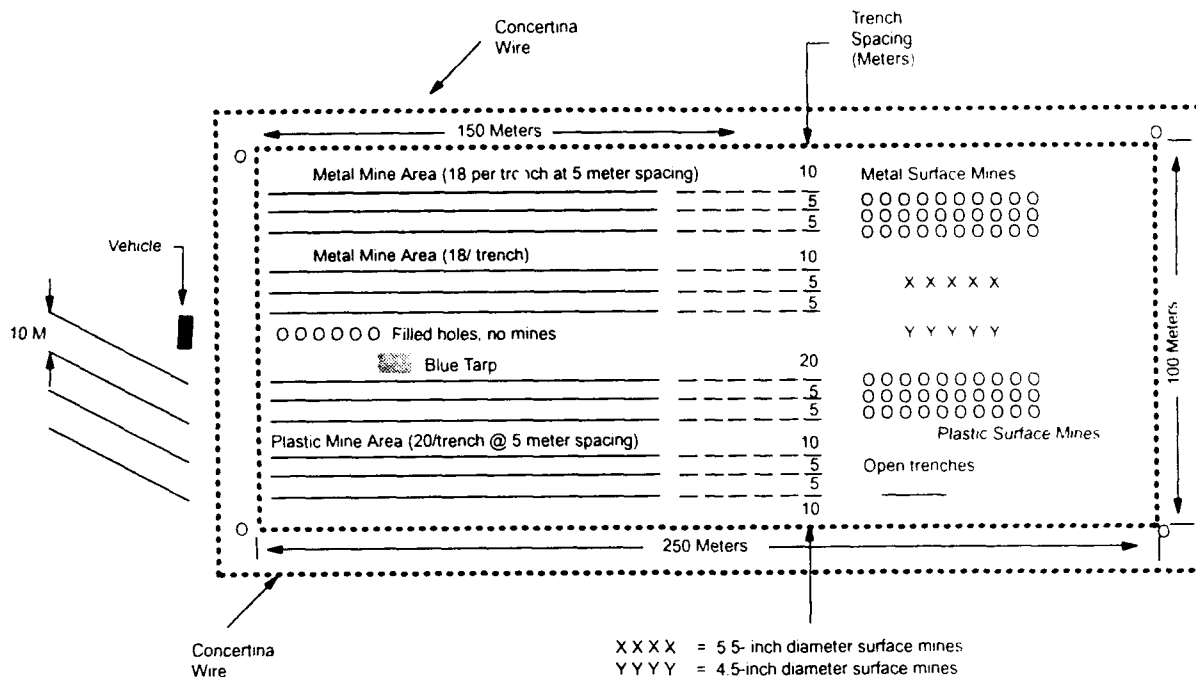 Concertina
Wire
Trench
Spacing
(Meters)
150 Meters
O
O
Metal Mine Area (18 per trench at 5 meter spacing)
10
Metal Surface Mines
5
5
O O O O O O O O O O
O O O O O O O O O O
O O O O O O O O O O
Vehicle
Metal Mine Area (18/ trench)
10
5
5
X X X X X
10 M
O O O O O O Filled holes, no mines
Y Y Y Y Y
Blue Tarp
20
5
5
O O O O O O O O O O
O O O O O O O O O O
O O O O O O O O O O
100 Meters
Plastic Mine Area (20/trench @ 5 meter spacing)
10
Plastic Surface Mines
5
5
Open trenches
10
O
O
250 Meters
Concertina
Wire
X X X X = 5 5- inch diameter surface mines
Y Y Y Y = 4.5-inch diameter surface mines